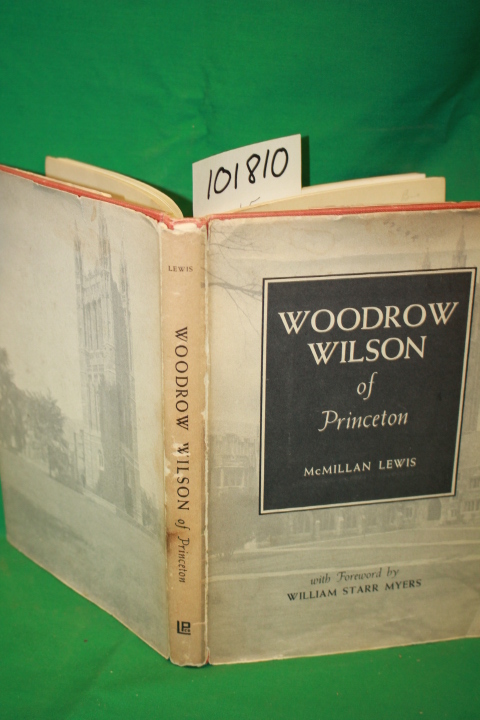 101810
LEWIS
WOODROW WILSON of Princeton
WOODROW
WILSON
of
Princeton
McMILLAN LEWIS
with Foreword by
WILLIAM STARR MYERS